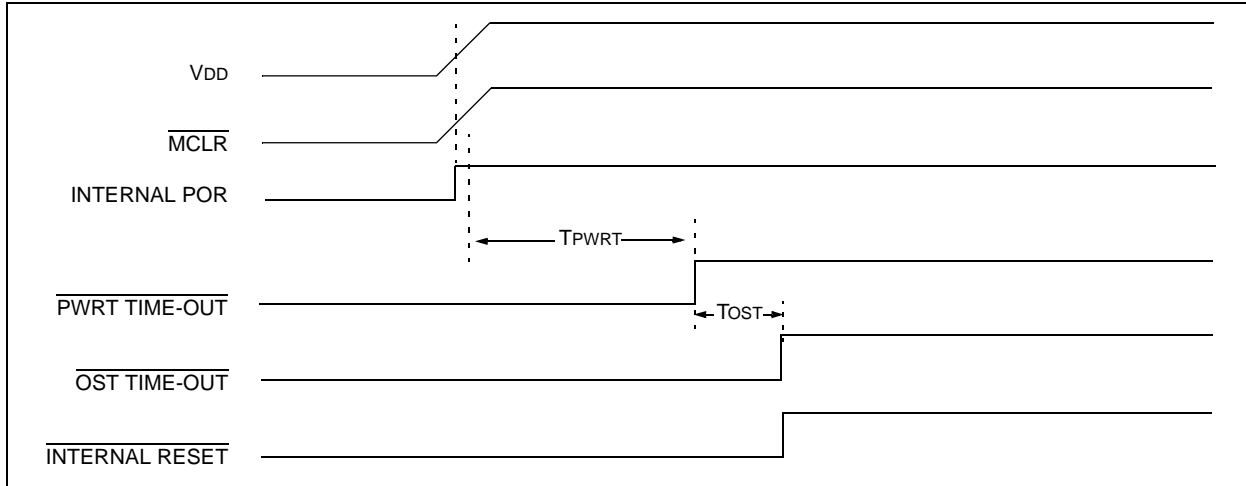 VDD
MCLR
INTERNAL POR
TPWRT
PWRT TIME-OUT
TOST
OST TIME-OUT
INTERNAL RESET